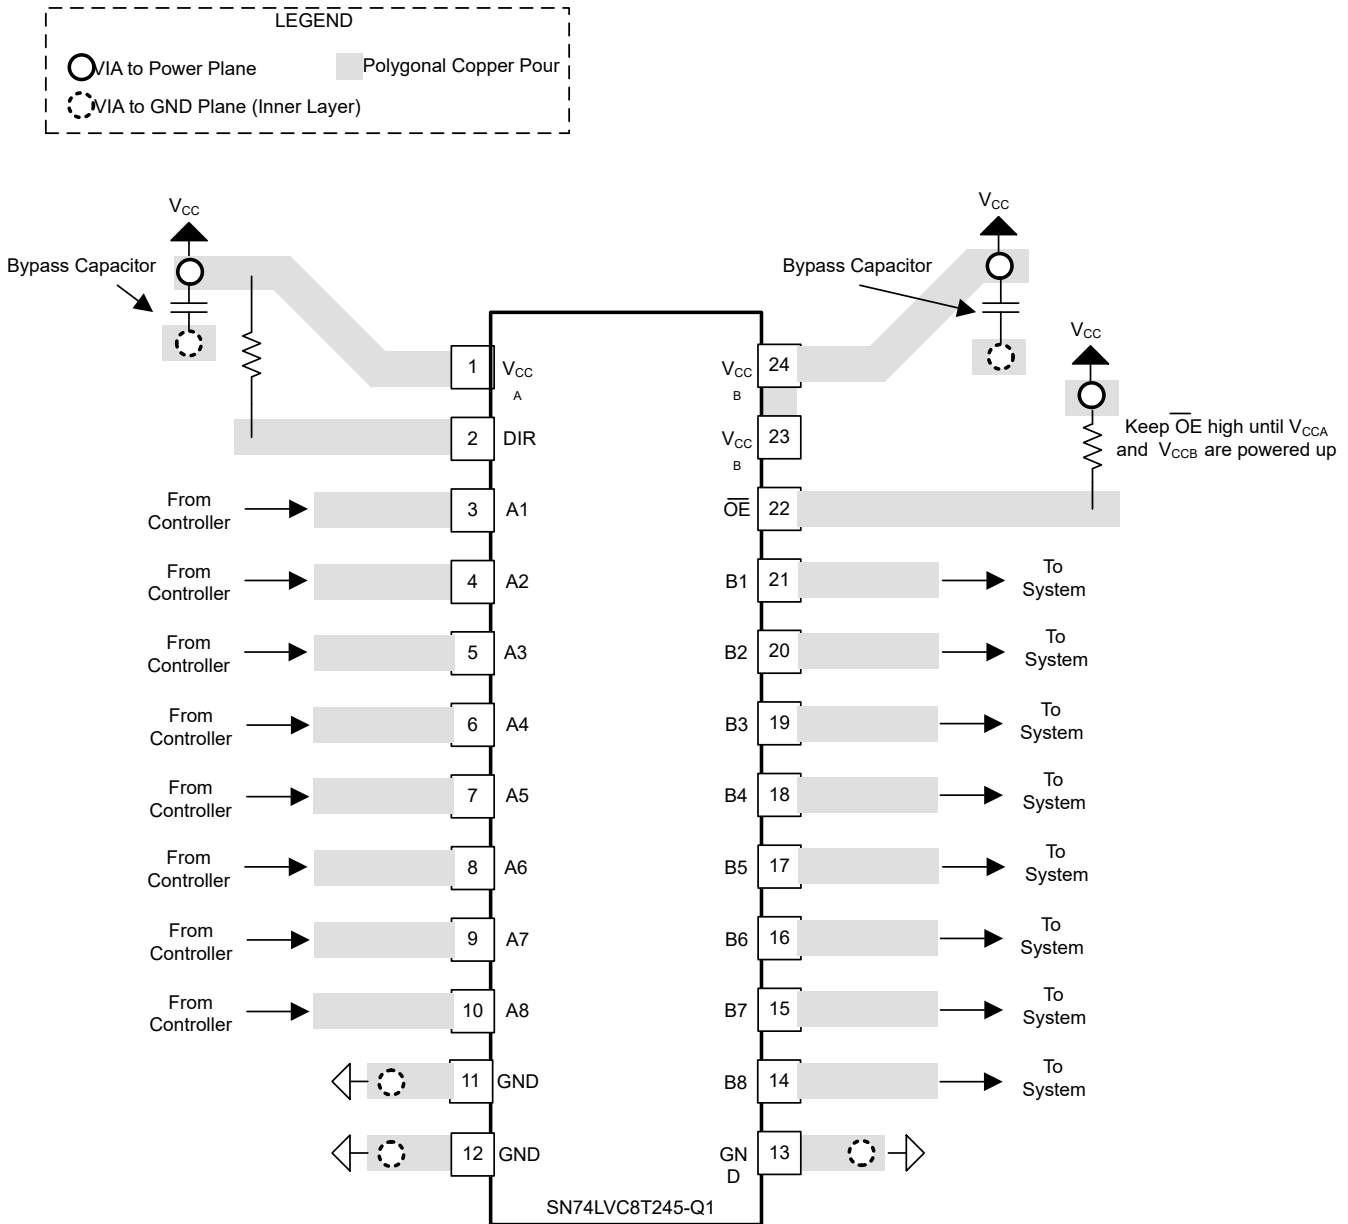 LEGEND
VIA to Power Plane
Polygonal Copper Pour
VIA to GND Plane (Inner Layer)
VCC
VCC
Bypass Capacitor
Bypass Capacitor
VCC
Keep OE high until VCCA
and VCCB are powered up
1 VCC
A
VCC 24
B
2 DIR
VCC 23
B
From
Controller
3 A1
OE 22
From
Controller
4 A2
B1 21
To
System
From
Controller
5 A3
B2 20
To
System
From
Controller
6 A4
B3 19
To
System
From
Controller
7 A5
B4 18
To
System
From
Controller
8 A6
B5 17
To
System
From
Controller
9 A7
B6 16
To
System
From
Controller
10 A8
B7 15
To
System
11 GND
B8 14
To
System
12 GND
GN 13
D
SN74LVC8T245-Q1